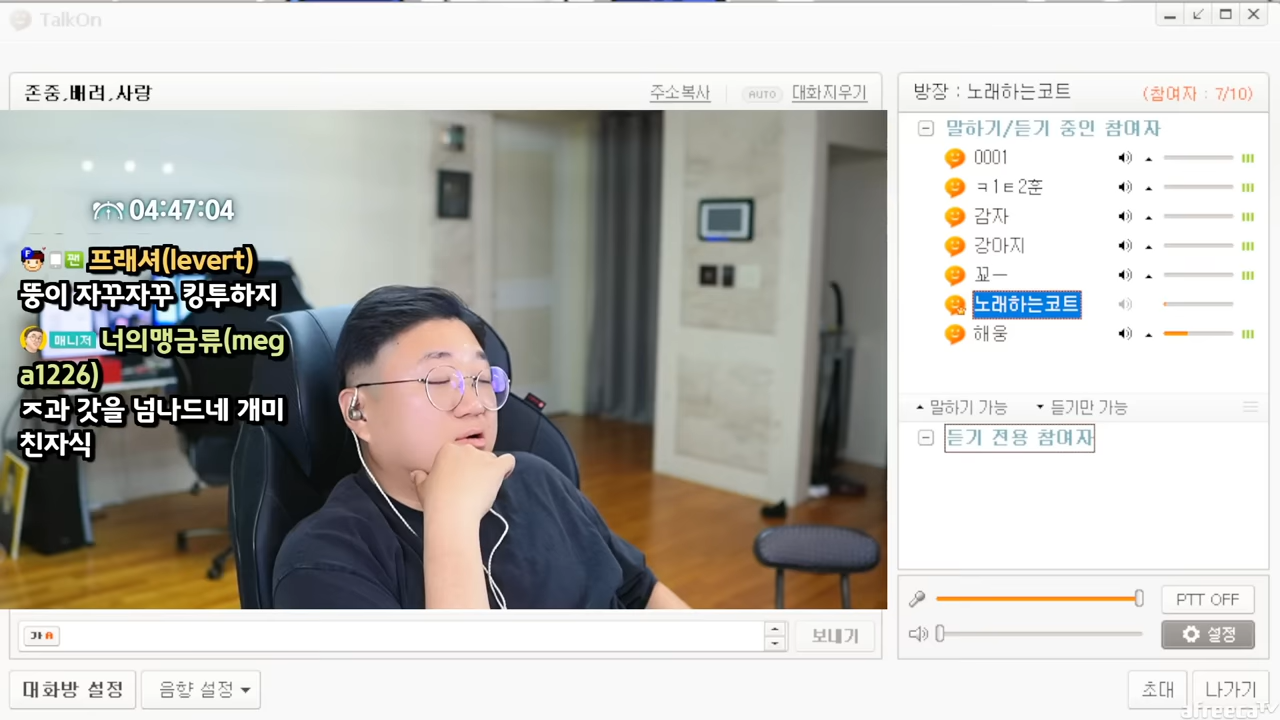 TalkOn
존중,배려,사랑
주소복사
AUTO
대화지우기
04:47:04
팬 프래셔(levert)
뚱이 자꾸자꾸 킹투하지
매니저 너의맹금류(meg
a1226)
ㅈ과 갓을 넘나드네 개미
친자식
가A
보내기
대화방 설정
음향 설정
방장 : 노래하는코트
(참여자 : 7/10)
말하기/듣기 중인 참여자
0001
ㅋ1ㅌ2훈
감자
강아지
꾜ㅡ
노래하는코트
해웅
말하기 가능
듣기만 가능
듣기 전용 참여자
PTT OFF
설정
초대
나가기
afreecaTV